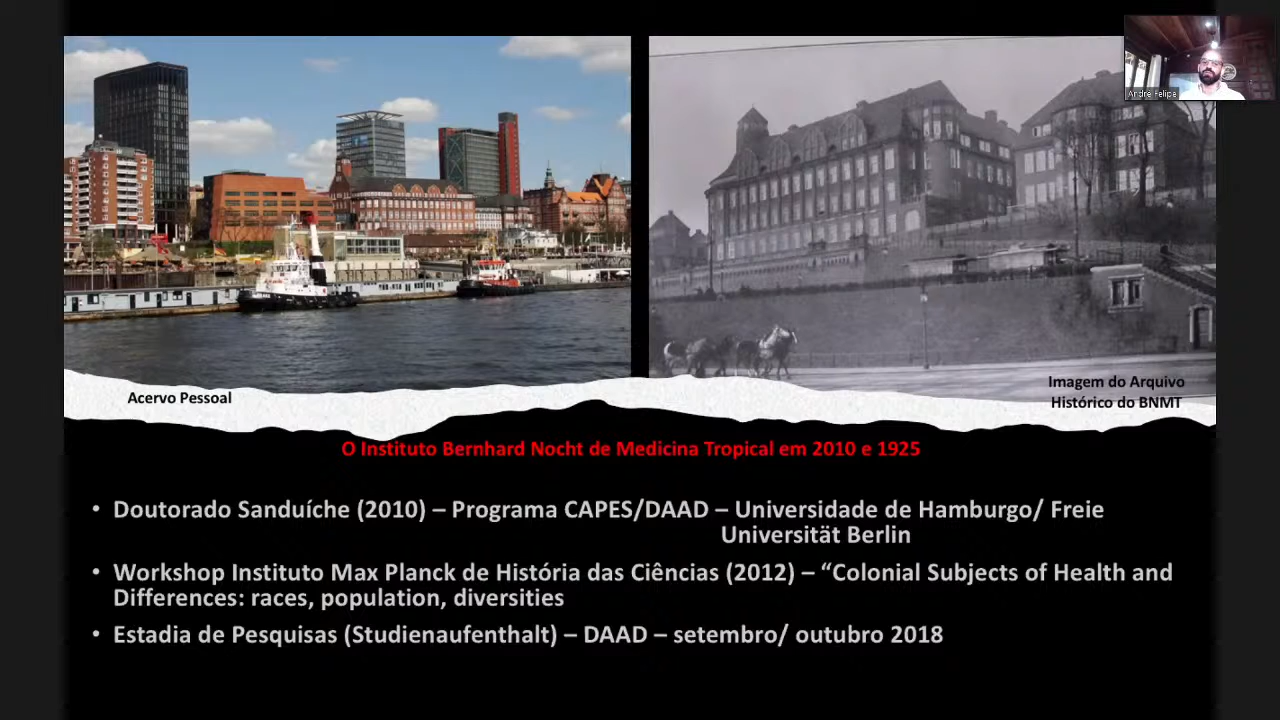 André Felipe
Acervo Pessoal
Imagem do Arquivo
Histórico do BNMT
O Instituto Bernhard Nocht de Medicina Tropical em 2010 e 1925
• Doutorado Sanduíche (2010) – Programa CAPES/DAAD – Universidade de Hamburgo/ Freie
Universität Berlin
• Workshop Instituto Max Planck de História das Ciências (2012) – “Colonial Subjects of Health and
Differences: races, population, diversities
• Estadia de Pesquisas (Studienaufenthalt) – DAAD – setembro/ outubro 2018